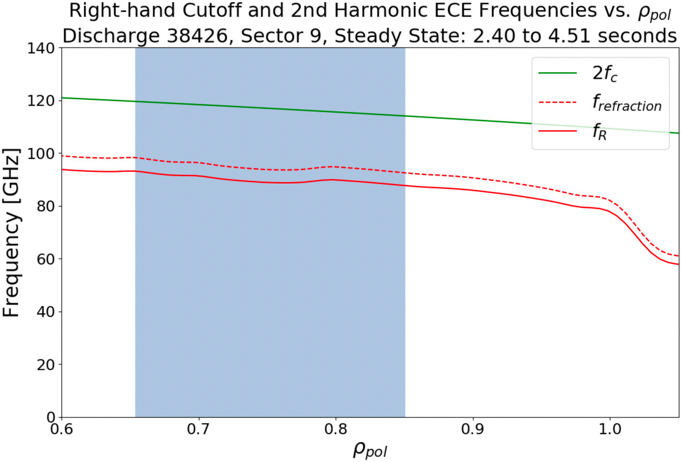 Right-hand Cutoff and 2nd Harmonic ECE Frequencies vs. ρpol
Discharge 38426, Sector 9, Steady State: 2.40 to 4.51 seconds
140
120
100
80
60
40
20
0
Frequency [GHz]
2fc
frefraction
fR
0.6 0.7 0.8 0.9 1.0
ρpol